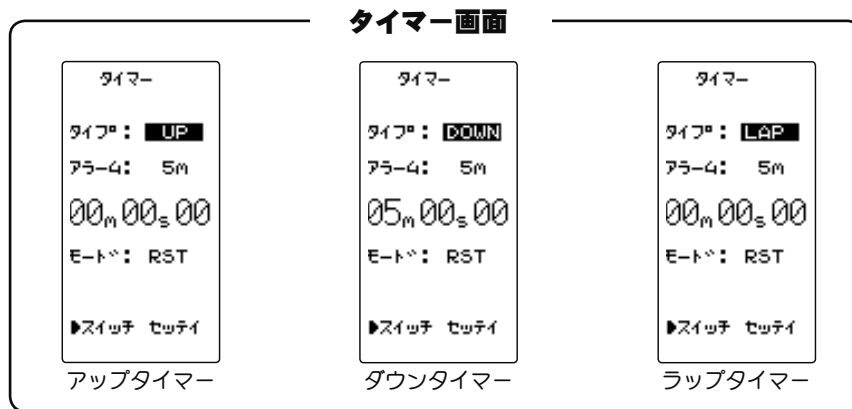 タイマー画面
タイマー
タイプ: UP
アラーム: 5m
00m00s00
モード: RST
▶スイッチ セッテイ
アップタイマー
タイマー
タイプ: DOWN
アラーム: 5m
05m00s00
モード: RST
▶スイッチ セッテイ
ダウンタイマー
タイマー
タイプ: LAP
アラーム: 5m
00m00s00
モード: RST
▶スイッチ セッテイ
ラップタイマー